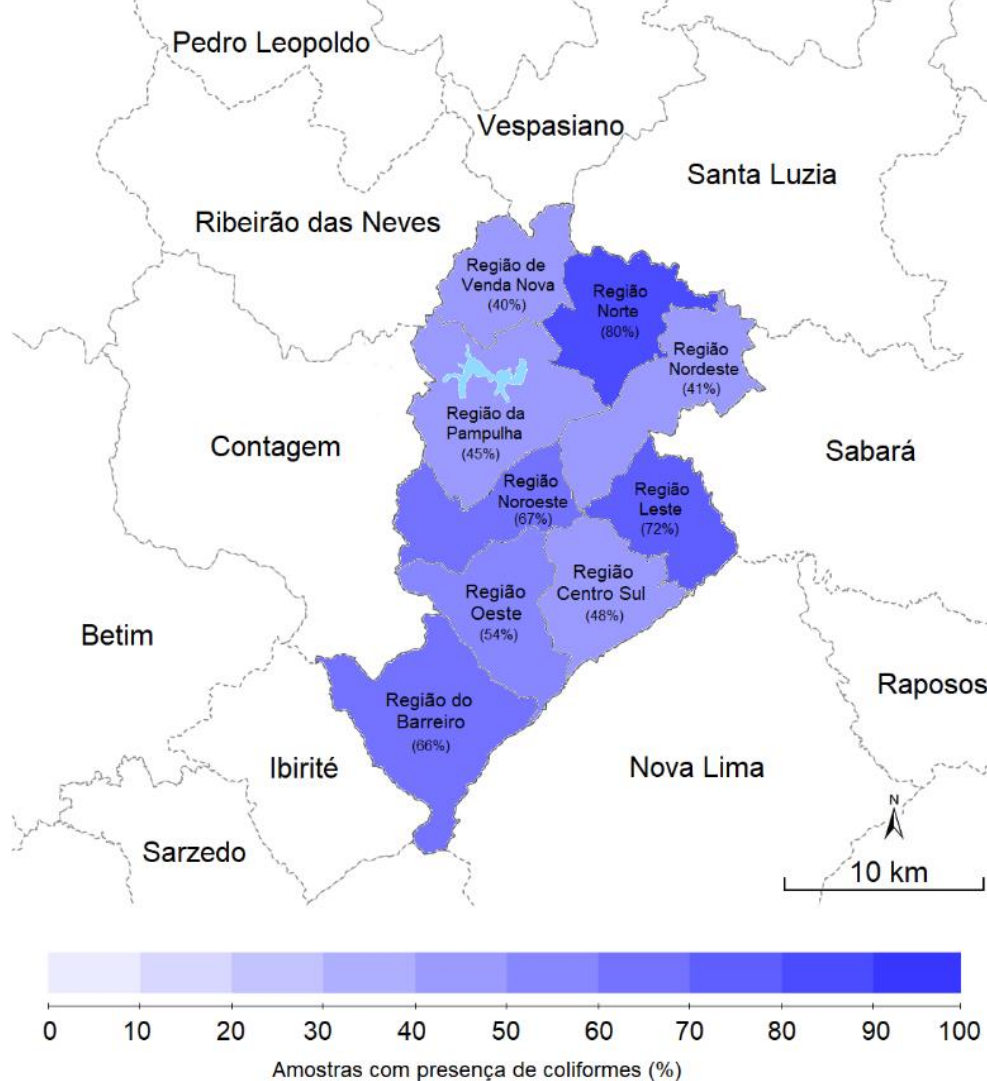 Pedro Leopoldo
Vespasiano
Santa Luzia
Ribeirão das Neves
Região de
Venda Nova
(40%)
Região
Norte
(80%)
Região
Nordeste
(41%)
Região da
Pampulha
(45%)
Contagem
Sabará
Região
Noroeste
(67%)
Região
Leste
(72%)
Região
Centro Sul
(48%)
Região
Oeste
(54%)
Betim
Raposos
Região do
Barreiro
(66%)
Ibirité
Nova Lima
N
Sarzedo
10 km
0 10 20 30 40 50 60 70 80 90 100
Amostras com presença de coliformes (%)